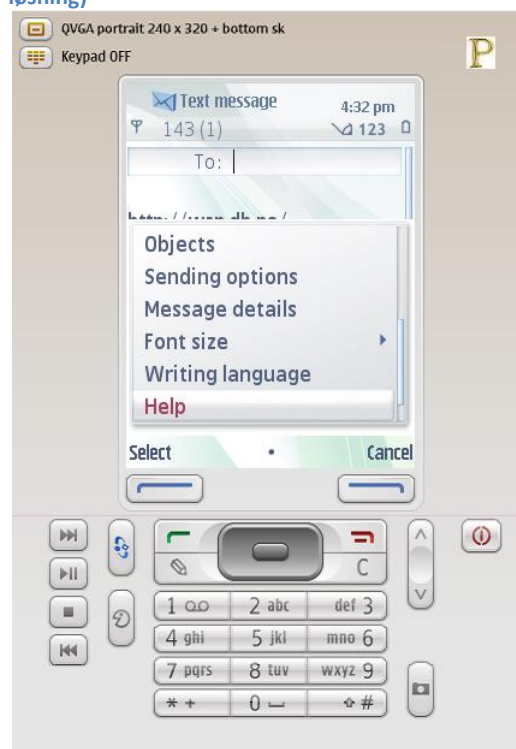 løsning)
QVGA portrait 240 x 320 + bottom sk
Keypad OFF
P
Text message
4:32 pm
143 (1)
123
To:
Objects
Sending options
Message details
Font size
Writing language
Help
Select
Cancel
C
1
2 abc
def 3
4 ghi
5 jkl
mno 6
7 pqrs
8 tuv
wxyz 9
* +
0
#